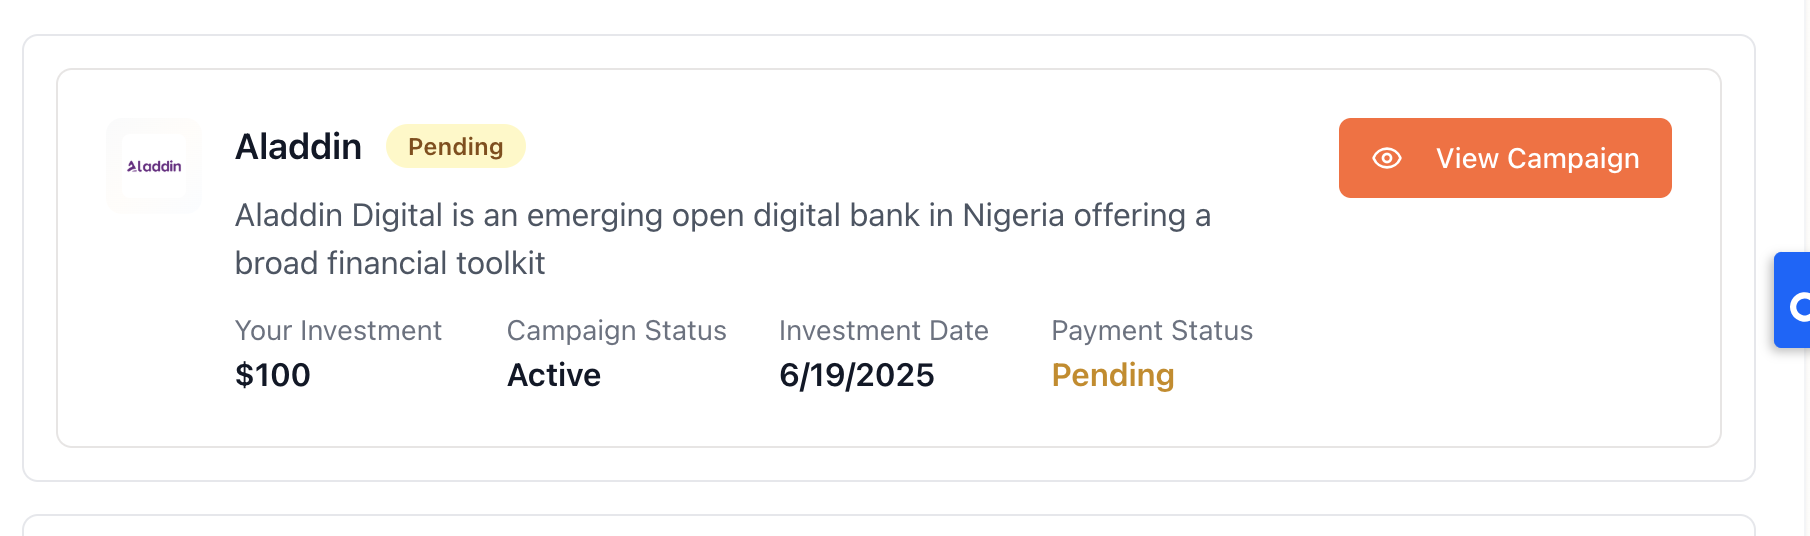 Aladdin
Aladdin Pending
View Campaign
Aladdin Digital is an emerging open digital bank in Nigeria offering a
broad financial toolkit
Your Investment Campaign Status Investment Date Payment Status
$100 Active 6/19/2025 Pending